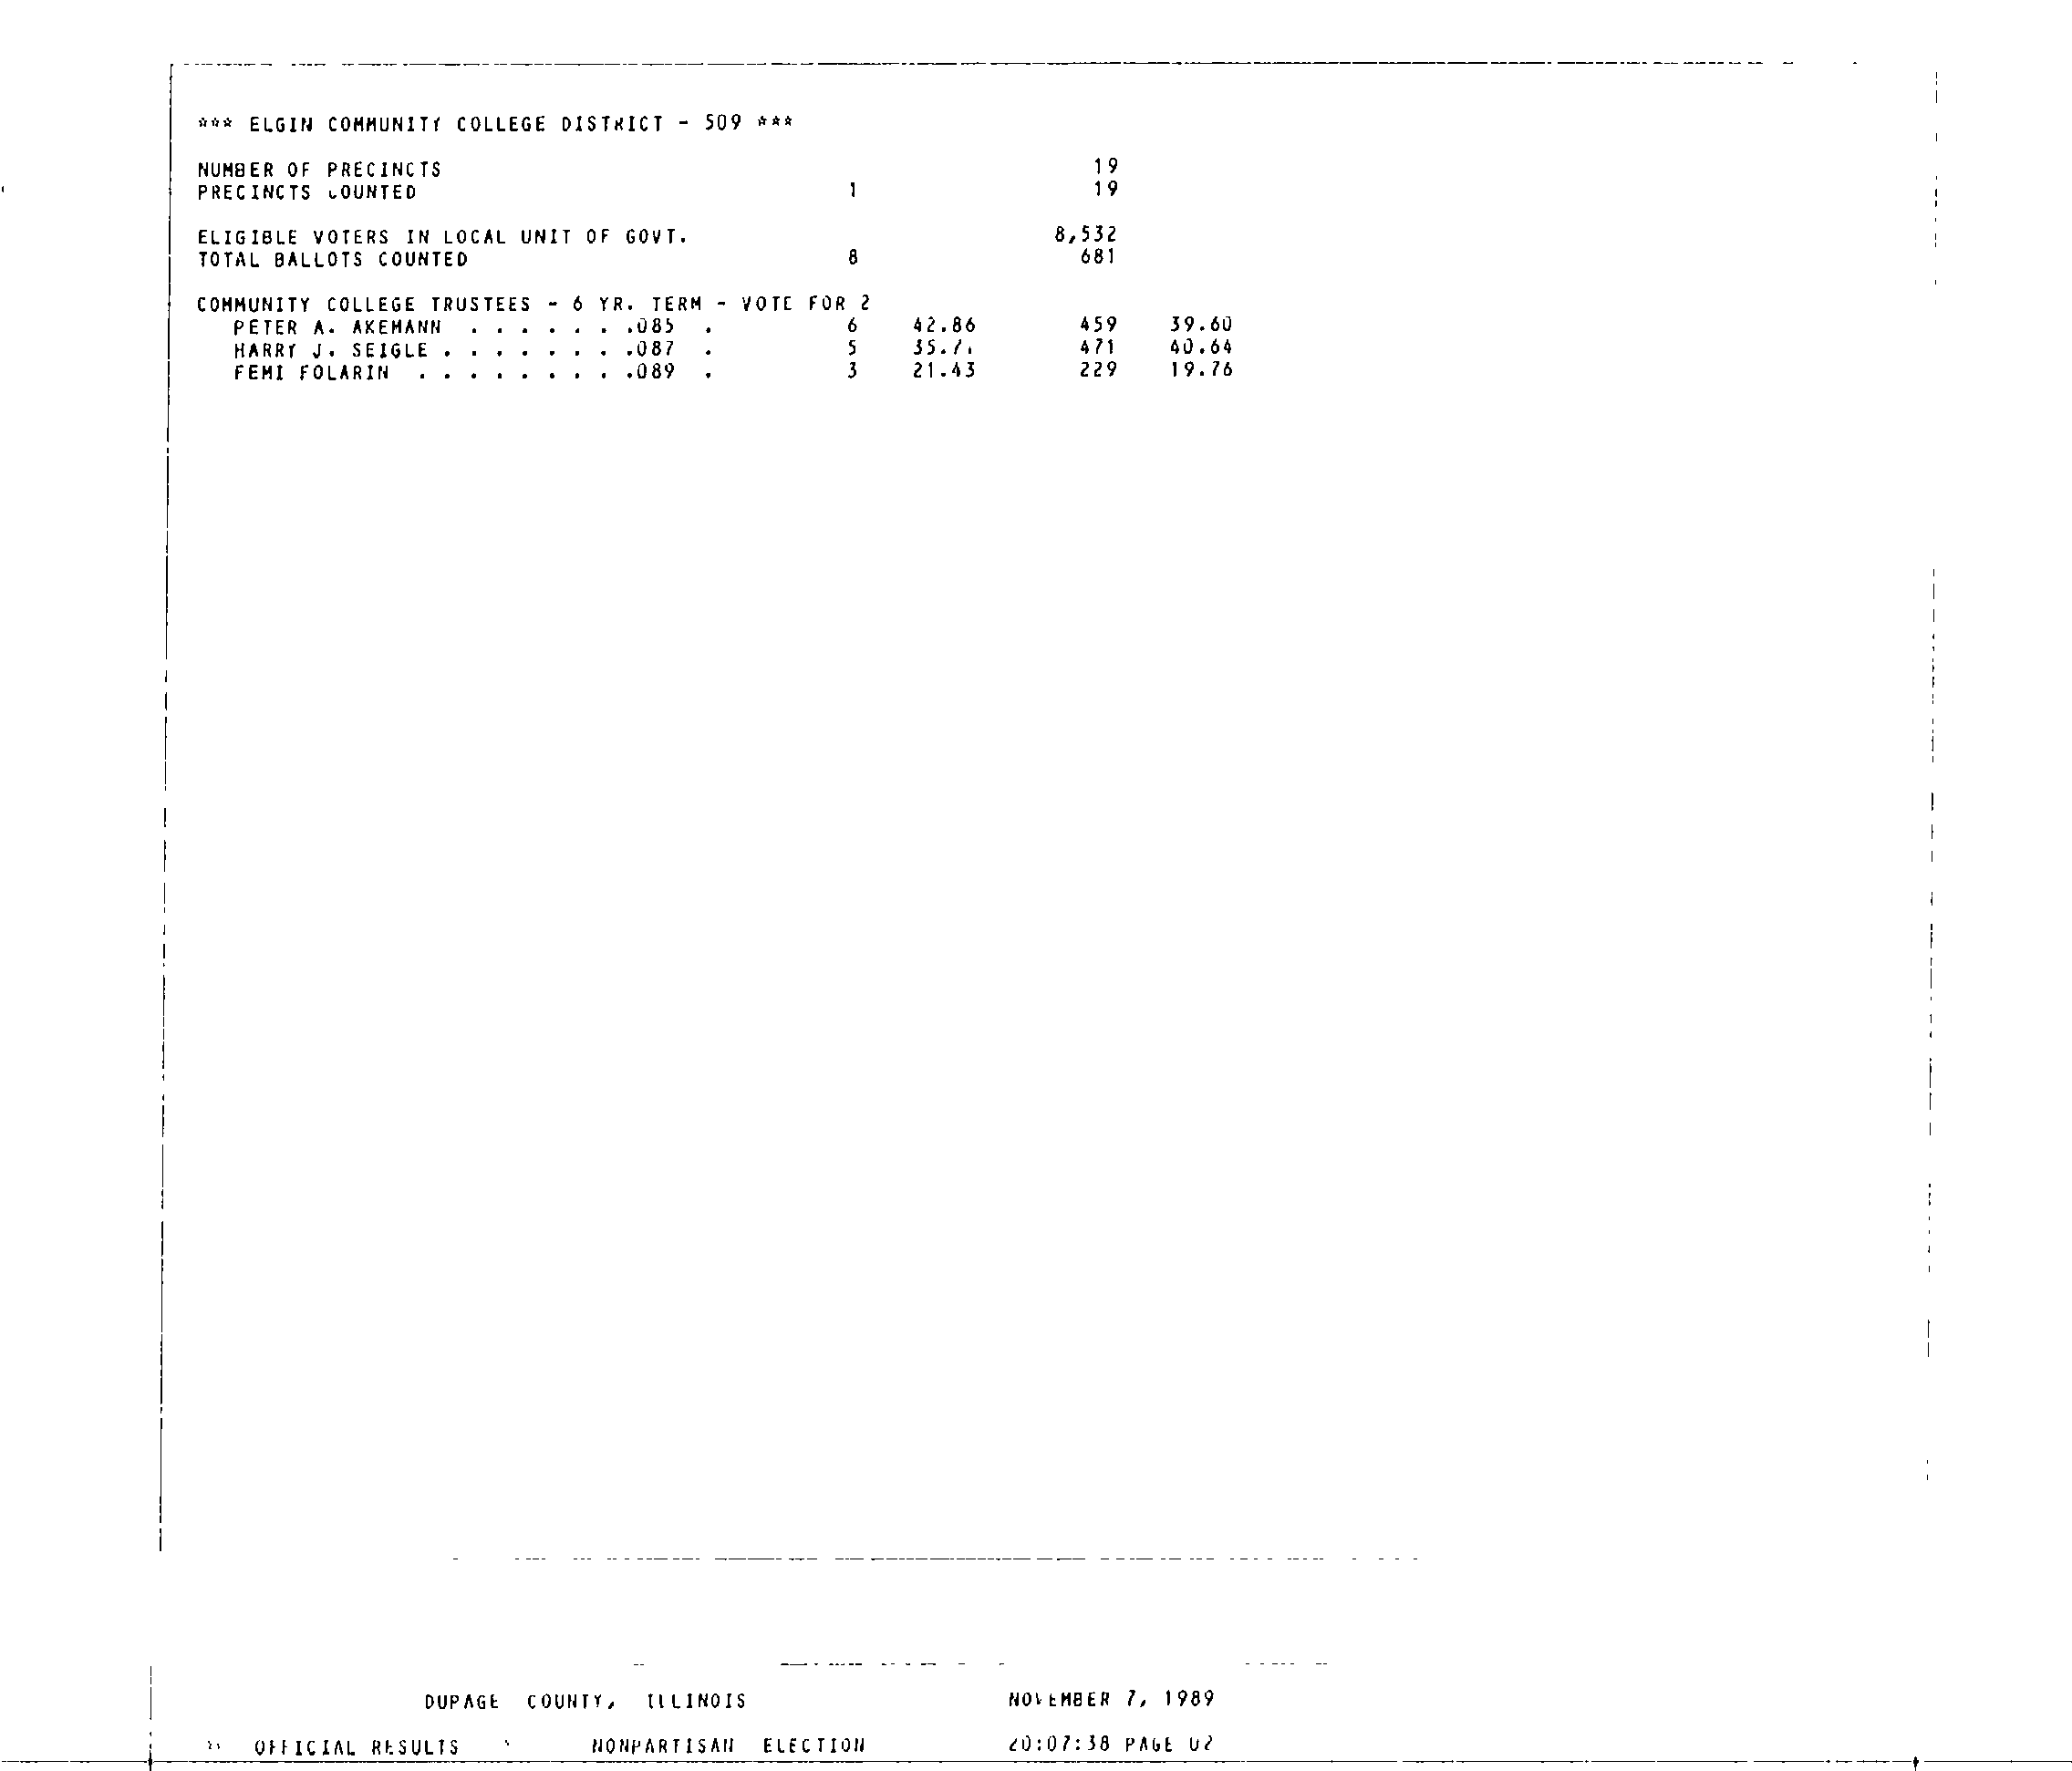 *** ELGIN COMMUNITY COLLEGE DISTRICT - 509 ***
NUMBER OF PRECINCTS 19
PRECINCTS COUNTED 1 19
ELIGIBLE VOTERS IN LOCAL UNIT OF GOVT. 8,532
TOTAL BALLOTS COUNTED 8 681
COMMUNITY COLLEGE TRUSTEES - 6 YR. TERM - VOTE FOR 2
PETER A. AKEMANN . . . . . . .085 . 6 42.86 459 39.60
HARRY J. SEIGLE . . . . . . . .087 . 5 471 40.64
FEMI FOLARIN . . . . . . . . .089 . 3 21.43 229 19.76
DUPAGE COUNTY, ILLINOIS NOVEMBER 7, 1989
OFFICIAL RESULTS NONPARTISAN ELECTION 20:07:38 PAGE 02